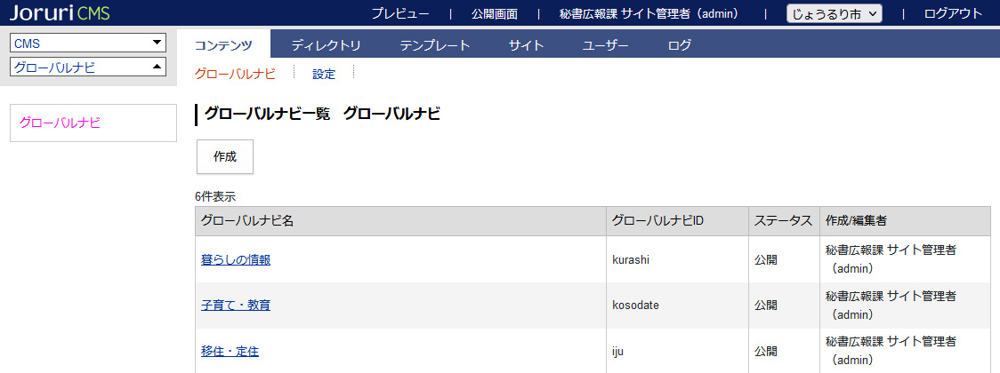 Joruri CMS
プレビュー | 公開画面 | 秘書広報課 サイト管理者（admin） | じょうるり市 | ログアウト
CMS
グローバルナビ
コンテンツ ディレクトリ テンプレート サイト ユーザー ログ
グローバルナビ 設定
グローバルナビ
グローバルナビ一覧 グローバルナビ
作成
6件表示
グローバルナビ名 グローバルナビID ステータス 作成/編集者
暮らしの情報 kurashi 公開 秘書広報課 サイト管理者
（admin）
子育て・教育 kosodate 公開 秘書広報課 サイト管理者
（admin）
移住・定住 iju 公開 秘書広報課 サイト管理者
（admin）